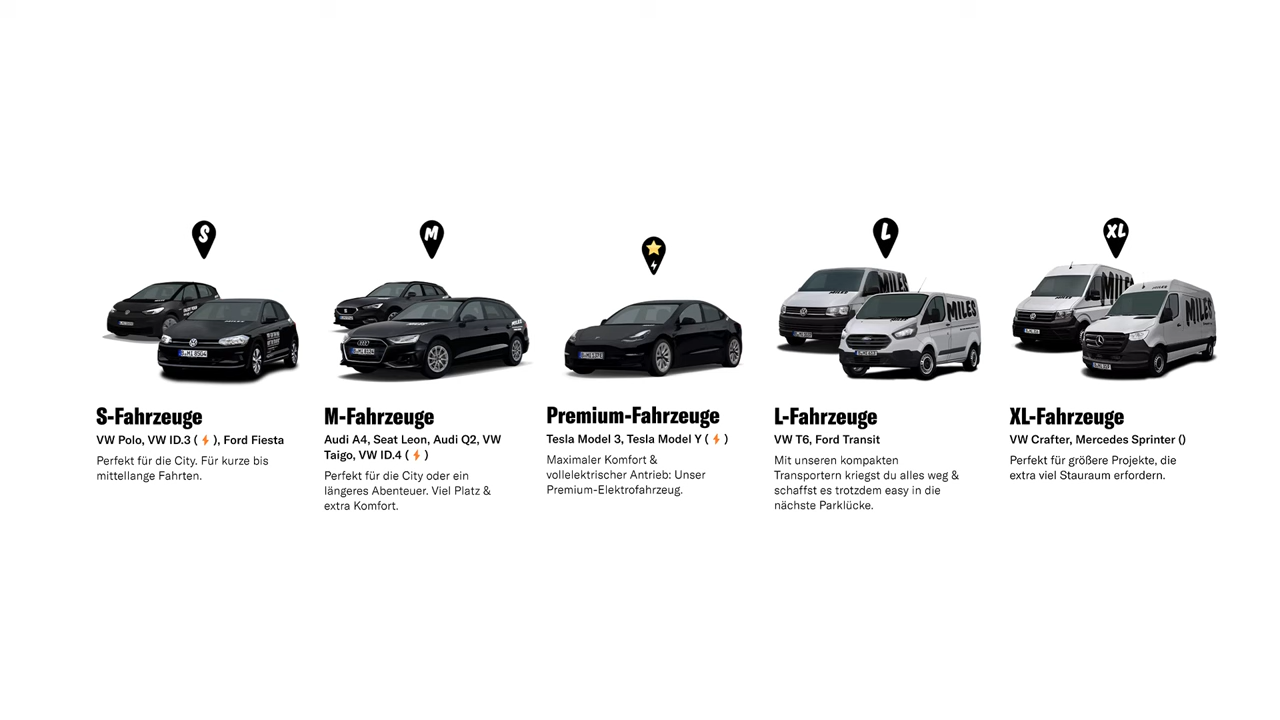 S
M
L
XL
MILES
MILES
MILES
MILES
S-Fahrzeuge
VW Polo, VW ID.3 (⚡), Ford Fiesta
Perfekt für die City. Für kurze bis
mittellange Fahrten.
M-Fahrzeuge
Audi A4, Seat Leon, Audi Q2, VW
Taigo, VW ID.4 (⚡)
Perfekt für die City oder ein
längeres Abenteuer. Viel Platz &
extra Komfort.
Premium-Fahrzeuge
Tesla Model 3, Tesla Model Y (⚡)
Maximaler Komfort &
vollelektrischer Antrieb: Unser
Premium-Elektrofahrzeug.
L-Fahrzeuge
VW T6, Ford Transit
Mit unseren kompakten
Transportern kriegst du alles weg &
schaffst es trotzdem easy in die
nächste Parklücke.
XL-Fahrzeuge
VW Crafter, Mercedes Sprinter ()
Perfekt für größere Projekte, die
extra viel Stauraum erfordern.